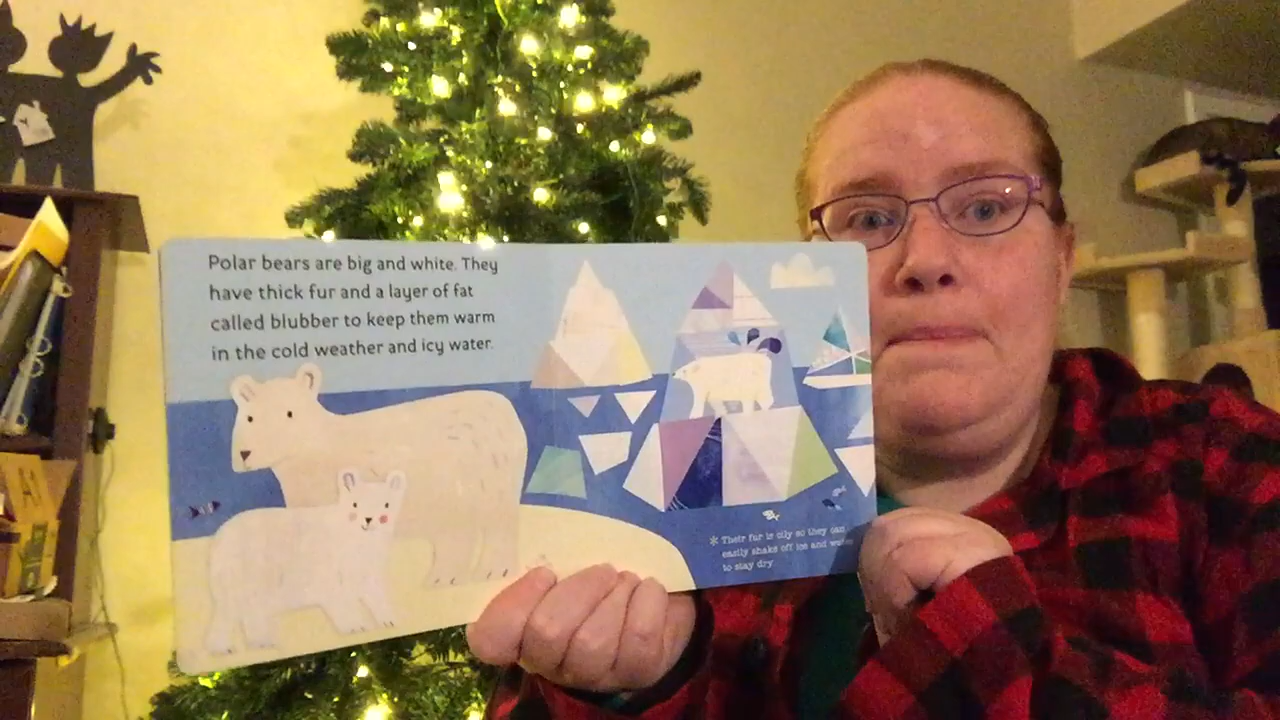 Polar bears are big and white. They
have thick fur and a layer of fat
called blubber to keep them warm
in the cold weather and icy water.
* Their fur is oily so they can
easily shake off ice and water
to stay dry